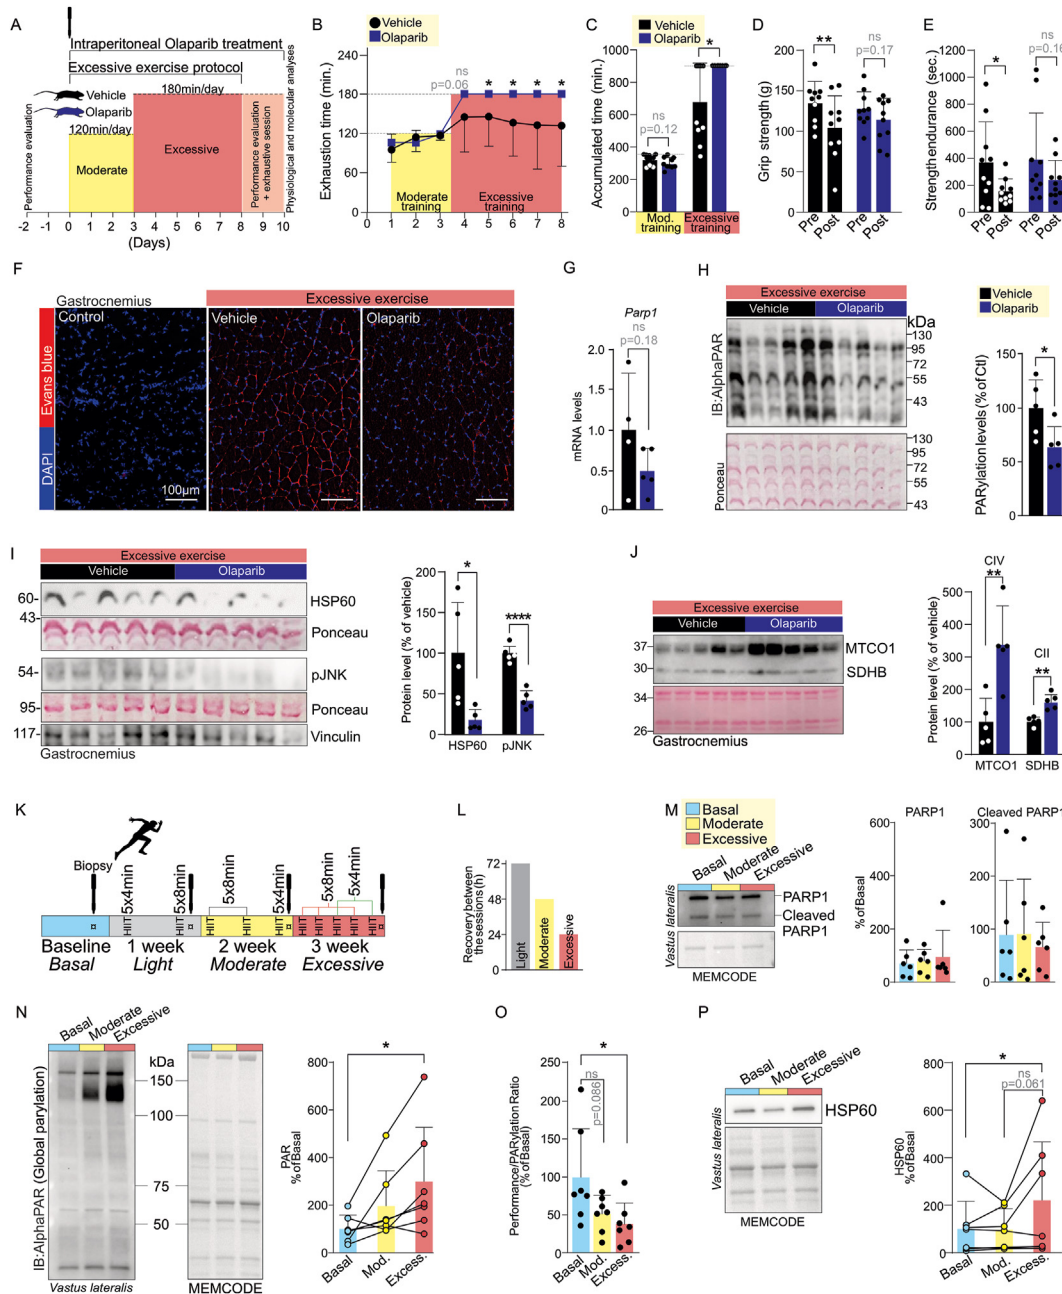 A
Intraperitoneal Olaparib treatment
Excessive exercise protocol
180min/day
Vehicle
Olaparib
120min/day
Moderate
Excessive
Performance evaluation
Performance evaluation
+ exhaustive session
Physiological and molecular analyses
-2 -1 0 1 2 3 4 5 6 7 8 9 10
(Days)
B
Vehicle
Olaparib
Exhaustion time (min.)
240
180
120
60
0
ns
p=0.06
* * * *
Moderate
training
Excessive
training
0 1 2 3 4 5 6 7 8
C
Vehicle
Olaparib
Accumulated time (min.)
1000
800
600
400
200
0
ns
p=0.12
*
Mod.
training
Excessive
training
D
Grip strength(g)
200
150
100
50
0
**
ns
p=0.17
Pre Post Pre Post
E
Strengthendurance (sec.)
1200
1000
800
600
400
200
0
*
ns
p=0.16
Pre Post Pre Post
F
Gastrocnemius
Control
Excessive exercise
Vehicle
Olaparib
Evans blue
DAPI
100µm
G
Parp1
ns
p=0.18
mRNA levels
2.0
1.5
1.0
0.5
0
H
Excessive exercise
Vehicle
Olaparib
kDa
IB:AlphaPAR
130
95
72
55
43
Ponceau
130
95
72
55
43
Vehicle
Olaparib
PARylation levels (% of Ctl)
150
100
50
0
*
I
Excessive exercise
Vehicle
Olaparib
60-
HSP60
43
Ponceau
54-
pJNK
95
Ponceau
117
Vinculin
Gastrocnemius
Protein level (% of vehicle)
200
150
100
50
0
*
****
HSP60 pJNK
J
Excessive exercise
Vehicle
Olaparib
37
MTCO1
30
SDHB
34
26
Gastrocnemius
Protein level (% of vehicle)
500
400
300
200
100
0
CIV
**
CII
**
MTCO1 SDHB
K
Biopsy
5x4min
5x8min
5x8min
5x4min
5x8min
5x4min
¤ HIIT HIIT ¤ HIIT HIIT HIIT ¤ HIIT HIIT HIIT HIIT HIIT ¤
Baseline 1 week 2 week 3 week
Basal Light Moderate Excessive
L
Recovery between
the sessions (h)
72
48
24
0
Light
Moderate
Excessive
M
Basal
Moderate
Excessive
Basal Moderate Excessive
Vastus lateralis
PARP1
Cleaved
PARP1
Vastus lateralis
MEMCODE
PARP1
% of Basal
600
400
200
0
Cleaved PARP1
300
200
100
0
N
Basal Moderate Excessive
kDa
IB:AlphaPAR (Global parylation)
150
100
75
50
Vastus lateralis
MEMCODE
PAR
% of Basal
800
600
400
200
0
*
Basal Mod. Excess.
O
Performance/PARylation Ratio
(% of Basal)
250
200
150
100
50
0
*
ns
p=0.086
Basal Mod. Excess.
P
Basal Moderate Excessive
HSP60
Vastus lateralis
MEMCODE
HSP60
% of Basal
800
600
400
200
0
*
ns
p=0.061
Basal Mod. Excess.